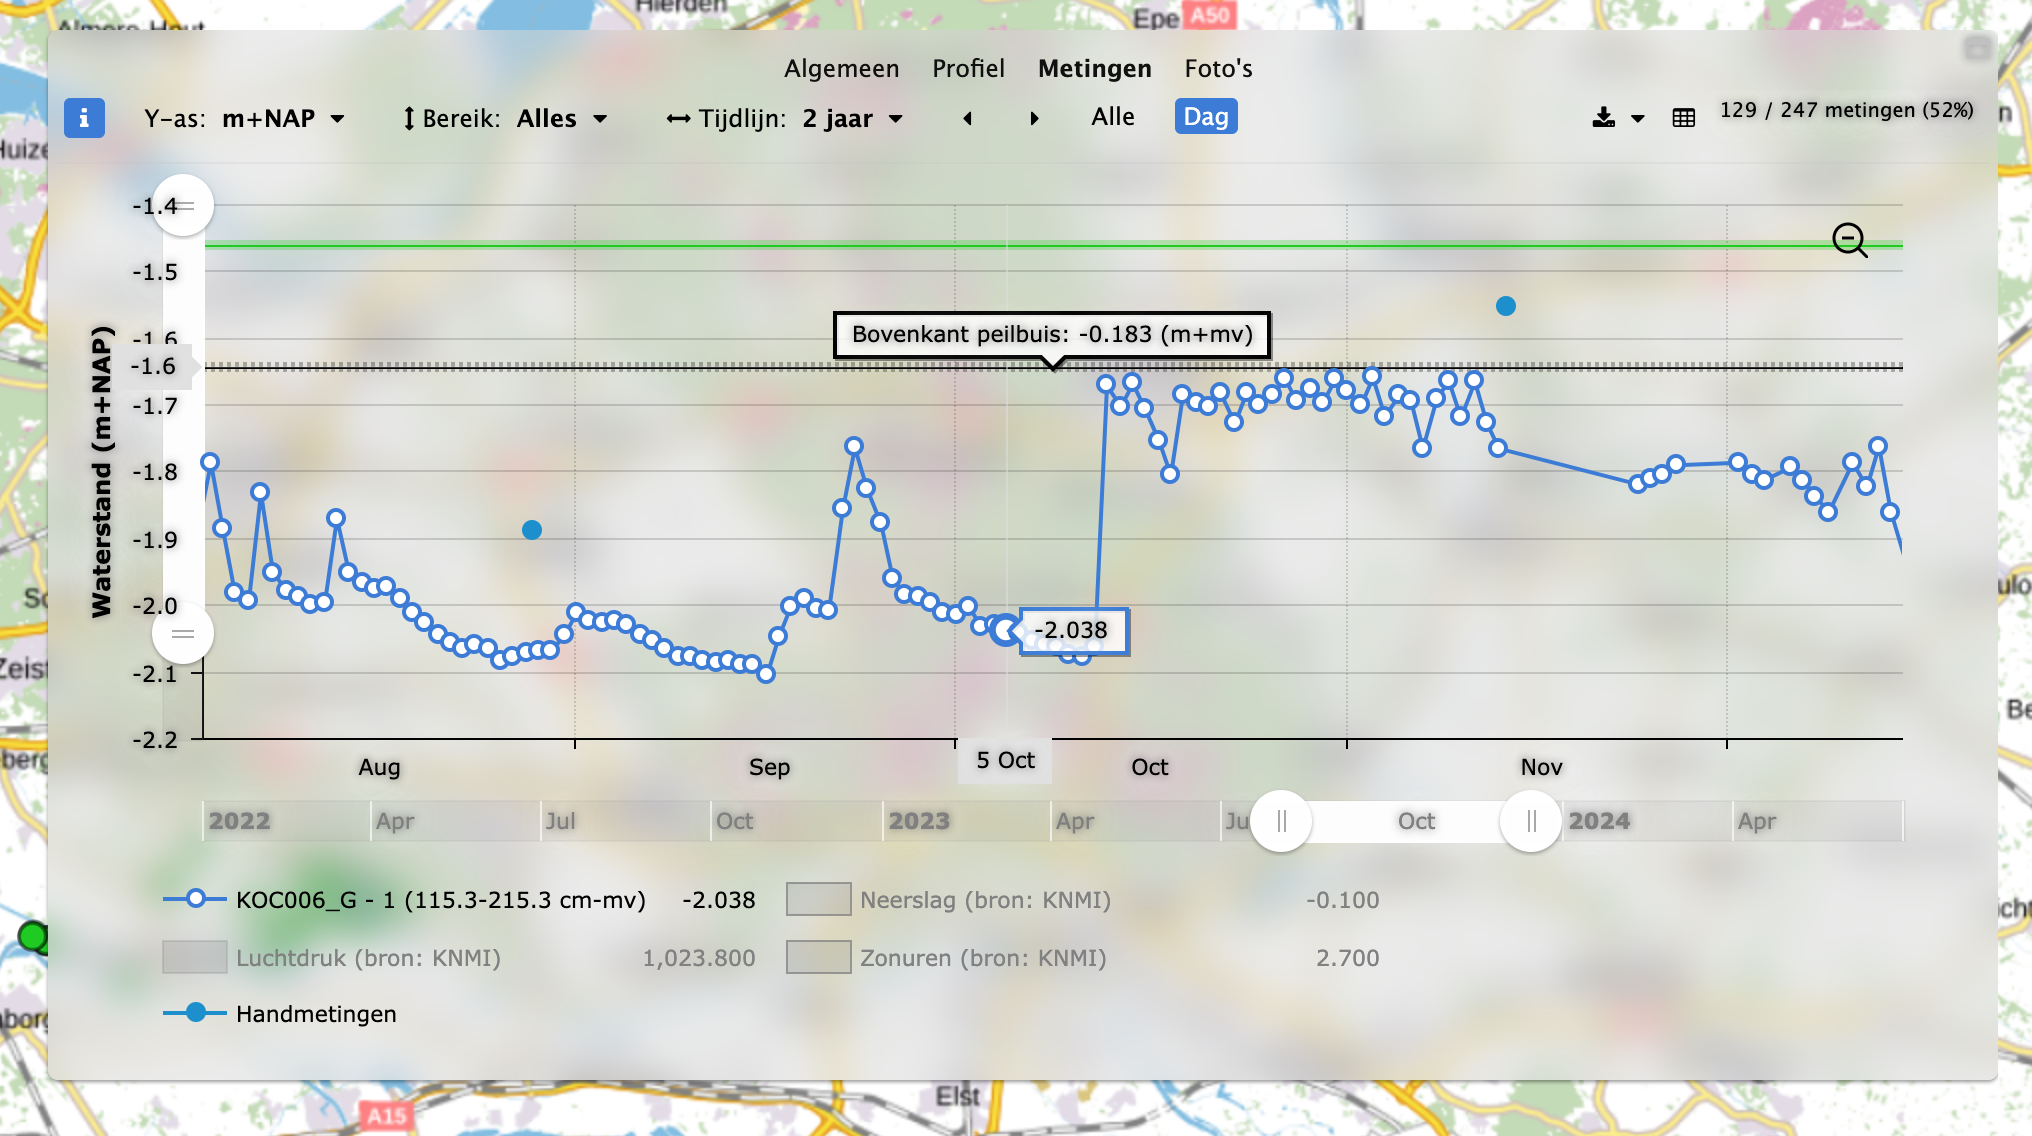 Hierden
Epe A50
Algemeen Profiel Metingen Foto's
i Y-as: m+NAP Bereik: Alles Tijdlijn: 2 jaar Alle Dag 129 / 247 metingen (52%)
-1.4
-1.5
-1.6
-1.6
-1.7
-1.8
-1.9
-2.0
-2.1
-2.2
Waterstand (m+NAP)
Bovenkant peilbuis: -0.183 (m+mv)
-2.038
Aug Sep 5 Oct Oct Nov
2022 Apr Jul Oct 2023 Apr Ju Oct 2024 Apr
KOC006_G - 1 (115.3-215.3 cm-mv) -2.038 Neerslag (bron: KNMI) -0.100
Luchtdruk (bron: KNMI) 1,023.800 Zonuren (bron: KNMI) 2.700
Handmetingen
Elst
A15